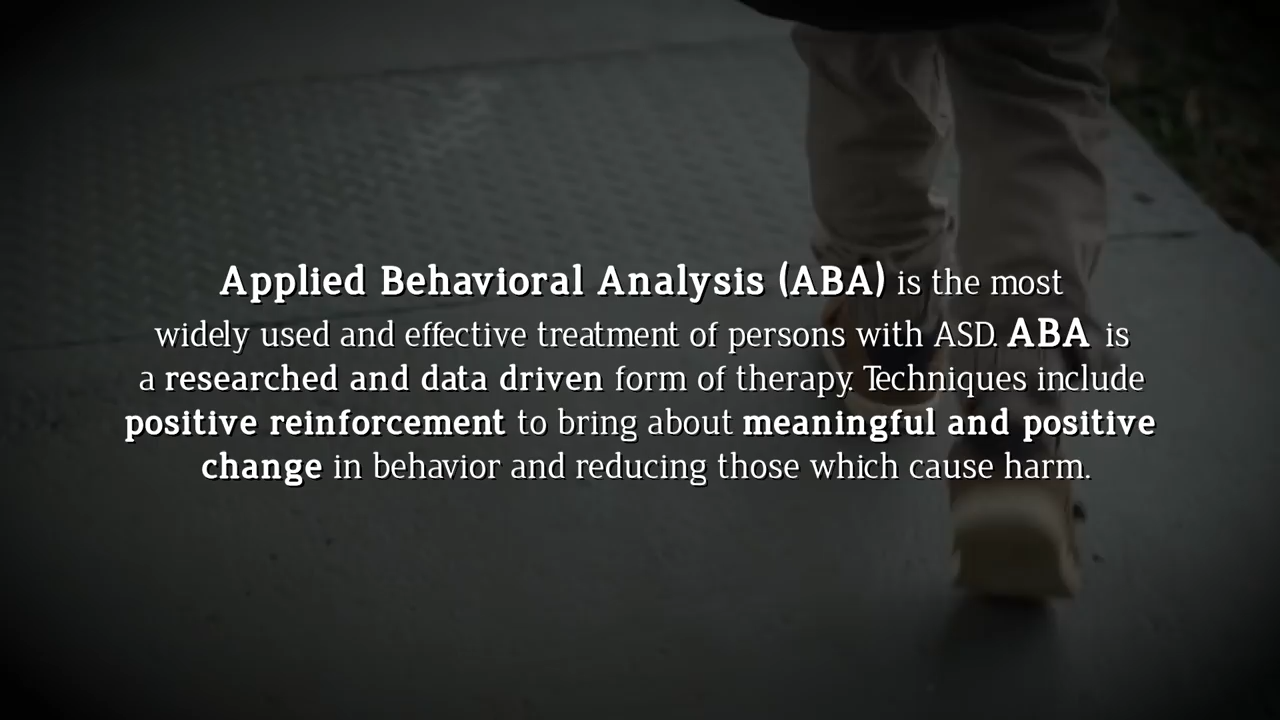 Applied Behavioral Analysis (ABA) is the most
widely used and effective treatment of persons with ASD. ABA is
a researched and data driven form of therapy. Techniques include
positive reinforcement to bring about meaningful and positive
change in behavior and reducing those which cause harm.